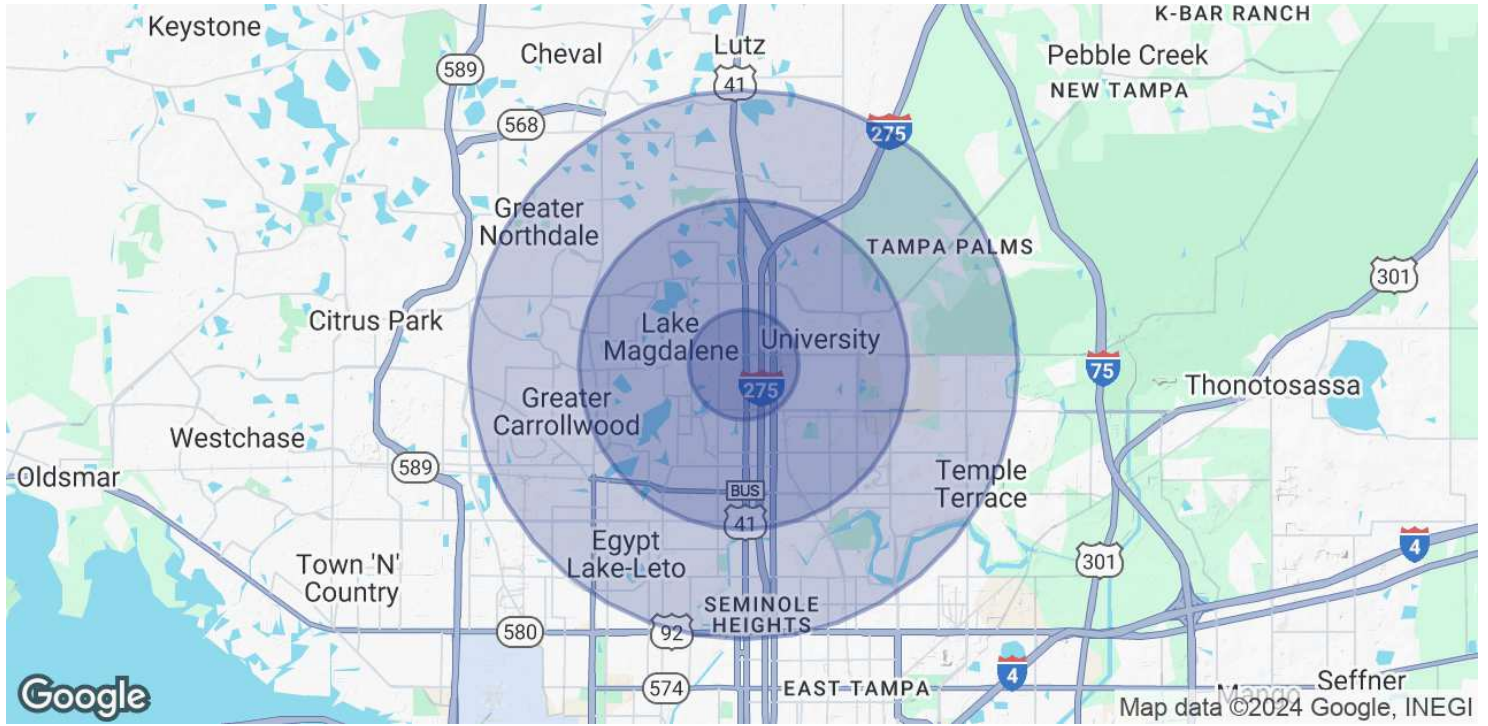 K-BAR RANCH
Keystone
Cheval
Lutz
Pebble Creek
NEW TAMPA
589
41
568
275
Greater
Northdale
TAMPA PALMS
301
Citrus Park
Lake
Magdalene
University
75
275
Thonotosassa
Greater
Carrollwood
Westchase
589
Oldsmar
Temple
Terrace
BUS
41
Egypt
Lake-Leto
4
301
Town 'N'
Country
SEMINOLE
HEIGHTS
580
92
4
574
EAST TAMPA
Seffner
Mango
Google
Map data ©2024 Google, INEGI